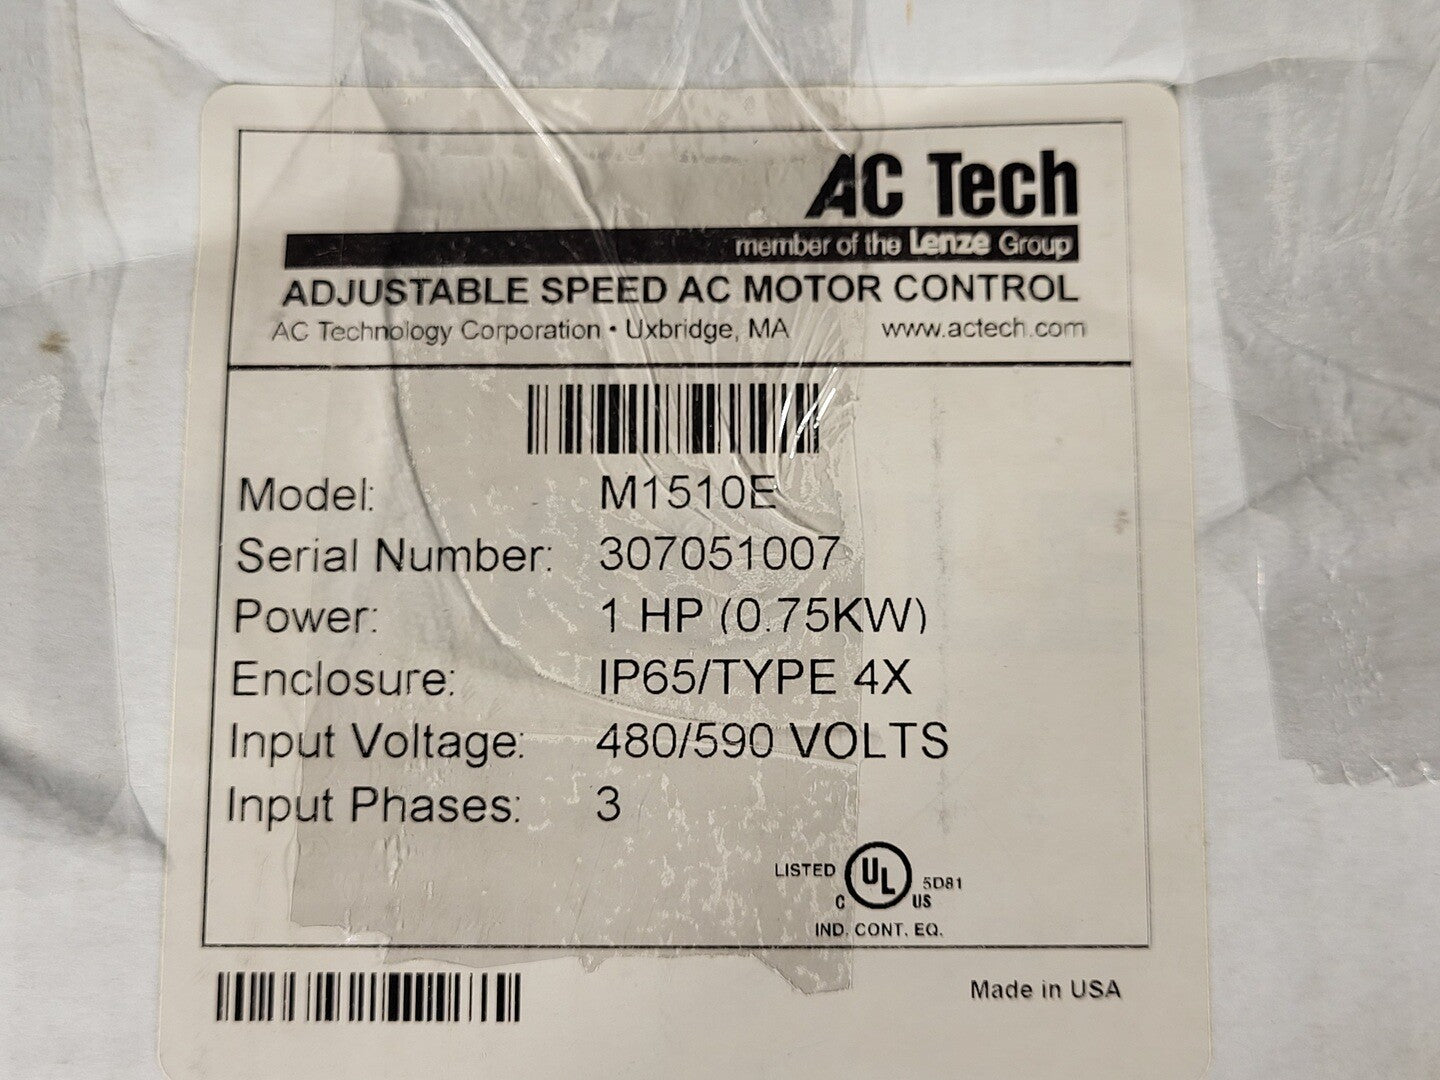 AC Tech
member of the Lenze Group
ADJUSTABLE SPEED AC MOTOR CONTROL
AC Technology Corporation • Uxbridge, MA www.actech.com
Model: M1510E
Serial Number: 307051007
Power: 1 HP (0.75KW)
Enclosure: IP65/TYPE 4X
Input Voltage: 480/590 VOLTS
Input Phases: 3
LISTED UL 5D81
C US
IND. CONT. EQ.
Made in USA